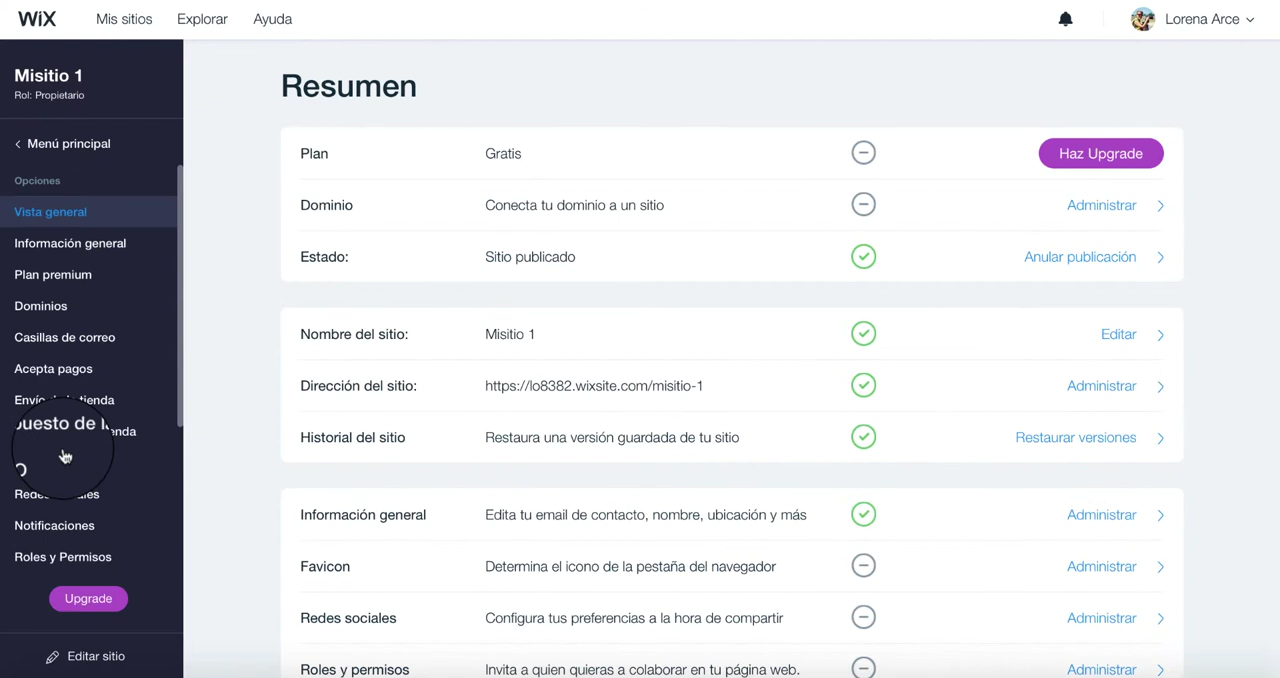 WiX Mis sitios Explorar Ayuda Lorena Arce
Misitio 1
Rol: Propietario
Menú principal
Opciones
Vista general
Información general
Plan premium
Dominios
Casillas de correo
Acepta pagos
Envío tienda
puesto de enda
Notificaciones
Roles y Permisos
Upgrade
Editar sitio
Resumen
Plan Gratis Haz Upgrade
Dominio Conecta tu dominio a un sitio Administrar
Estado: Sitio publicado Anular publicación
Nombre del sitio: Misitio 1 Editar
Dirección del sitio: https://lo8382.wixsite.com/misitio-1 Administrar
Historial del sitio Restaura una versión guardada de tu sitio Restaurar versiones
Información general Edita tu email de contacto, nombre, ubicación y más Administrar
Favicon Determina el icono de la pestaña del navegador Administrar
Redes sociales Configura tus preferencias a la hora de compartir Administrar
Roles y permisos Invita a quien quieras a colaborar en tu página web. Administrar